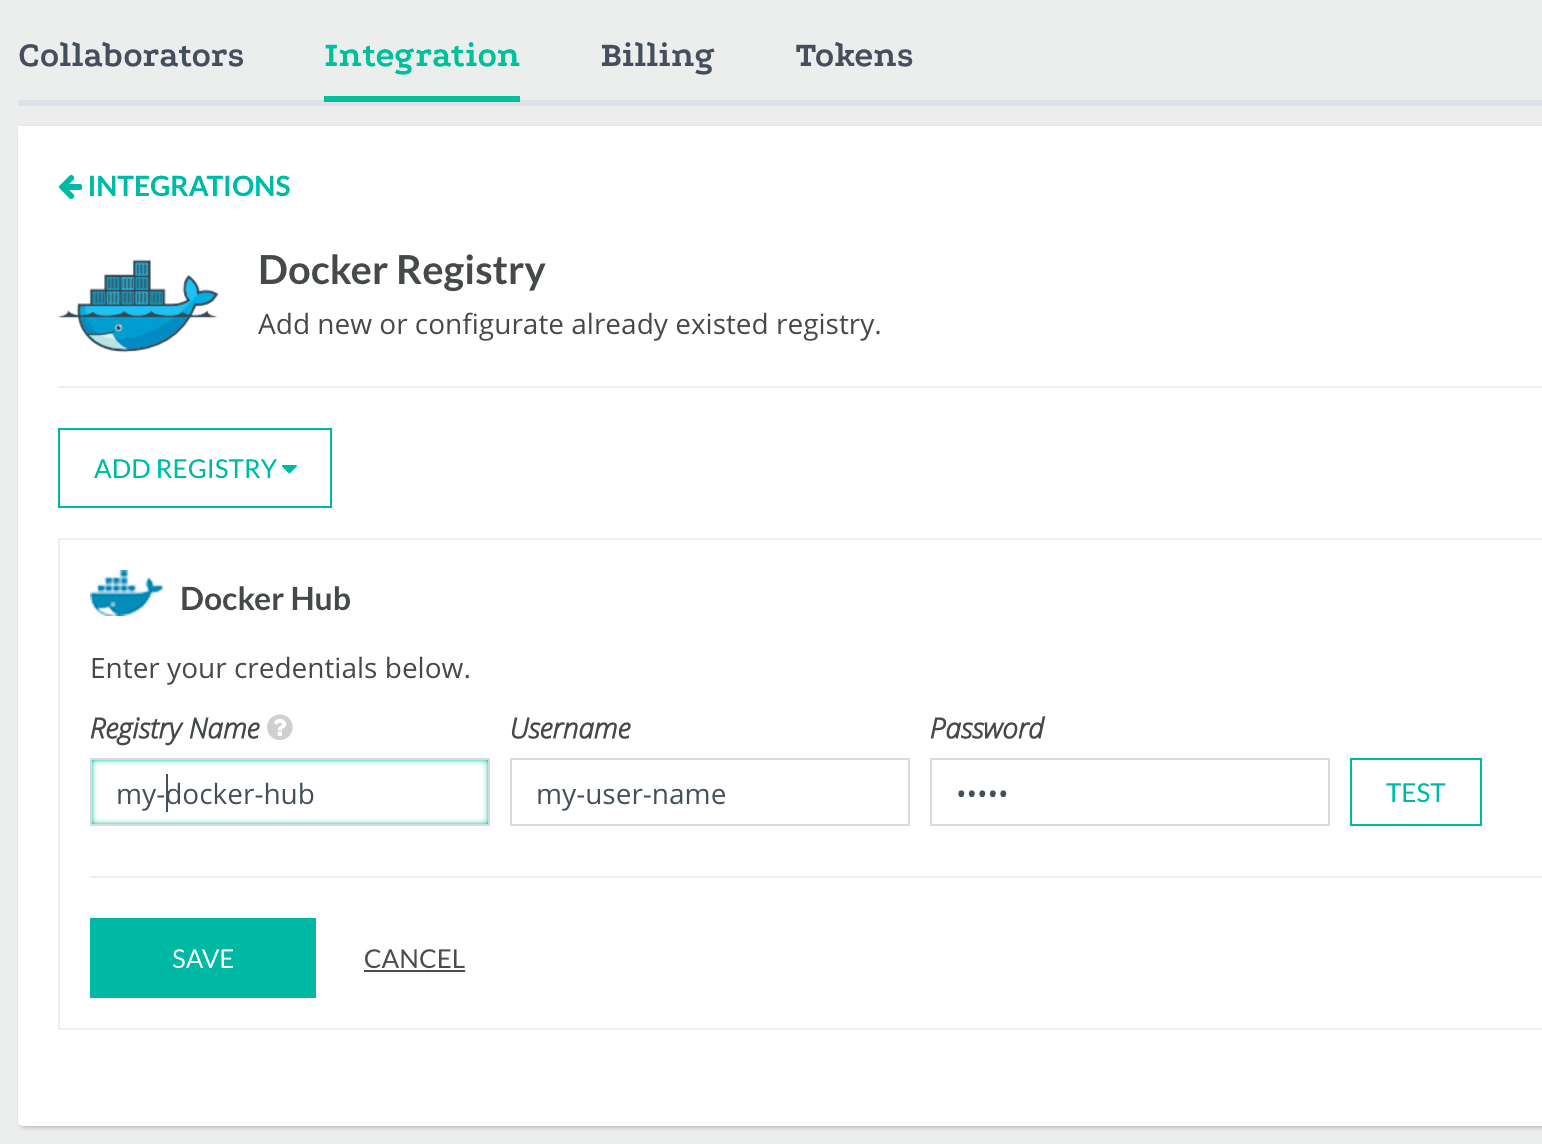 Collaborators Integration Billing Tokens
INTEGRATIONS
Docker Registry
Add new or configurate already existed registry.
ADD REGISTRY
Docker Hub
Enter your credentials below.
Registry Name ? Username Password
my-docker-hub my-user-name ••••• TEST
SAVE CANCEL